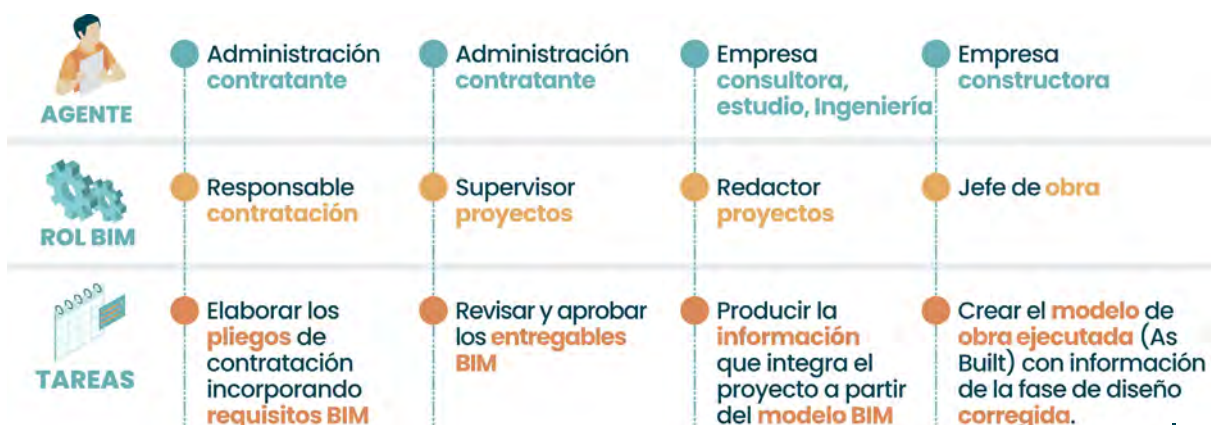 AGENTE
Administración
contratante
Administración
contratante
Empresa
consultora,
estudio, Ingeniería
Empresa
constructora
ROL BIM
Responsable
contratación
Supervisor
proyectos
Redactor
proyectos
Jefe de obra
TAREAS
Elaborar los
pliegos de
contratación
incorporando
requisitos BIM
Revisar y aprobar
los entregables
BIM
Producir la
información
que integra el
proyecto a partir
del modelo BIM
Crear el modelo de
obra ejecutada (As
Built) con información
de la fase de diseño
corregida.